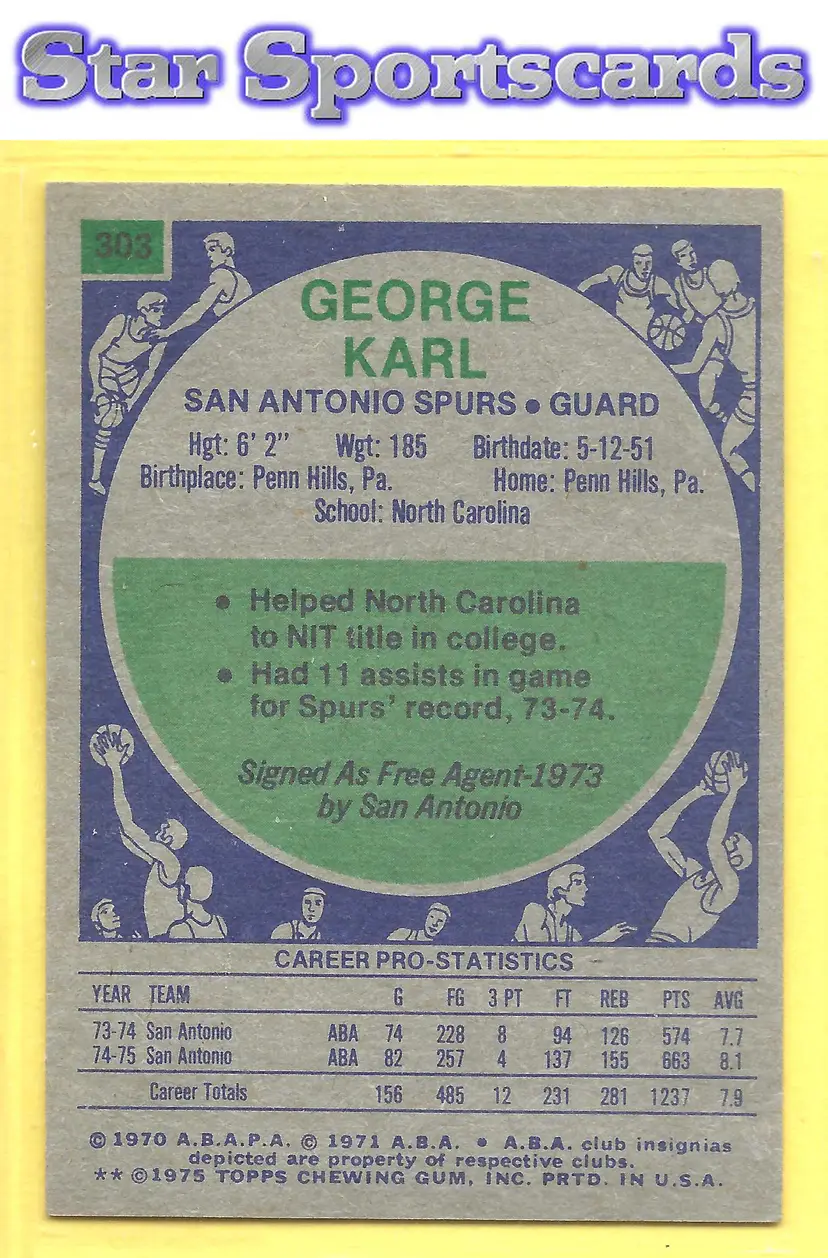 Star Sportscards
303
GEORGE
KARL
SAN ANTONIO SPURS • GUARD
Hgt: 6' 2" Wgt: 185 Birthdate: 5-12-51
Birthplace: Penn Hills, Pa. Home: Penn Hills, Pa.
School: North Carolina
• Helped North Carolina
to NIT title in college.
• Had 11 assists in game
for Spurs' record, 73-74.
Signed As Free Agent-1973
by San Antonio
CAREER PRO-STATISTICS
YEAR TEAM G FG 3 PT FT REB PTS AVG
73-74 San Antonio ABA 74 228 8 94 126 574 7.7
74-75 San Antonio ABA 82 257 4 137 155 663 8.1
Career Totals 156 485 12 231 281 1237 7.9
© 1970 A.B.A.P.A. © 1971 A.B.A. • A.B.A. club insignias
depicted are property of respective clubs.
** ©1975 TOPPS CHEWING GUM, INC. PRTD. IN U.S.A.